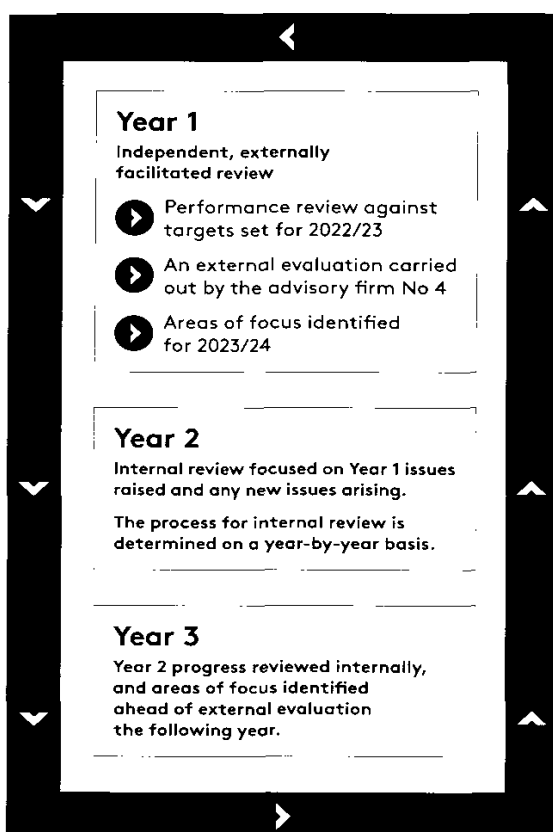 Year 1
Independent, externally
facilitated review
Performance review against
targets set for 2022/23
An external evaluation carried
out by the advisory firm No 4
Areas of focus identified
for 2023/24
Year 2
Internal review focused on Year 1 issues
raised and any new issues arising.
The process for internal review is
determined on a year-by-year basis.
Year 3
Year 2 progress reviewed internally,
and areas of focus identified
ahead of external evaluation
the following year.